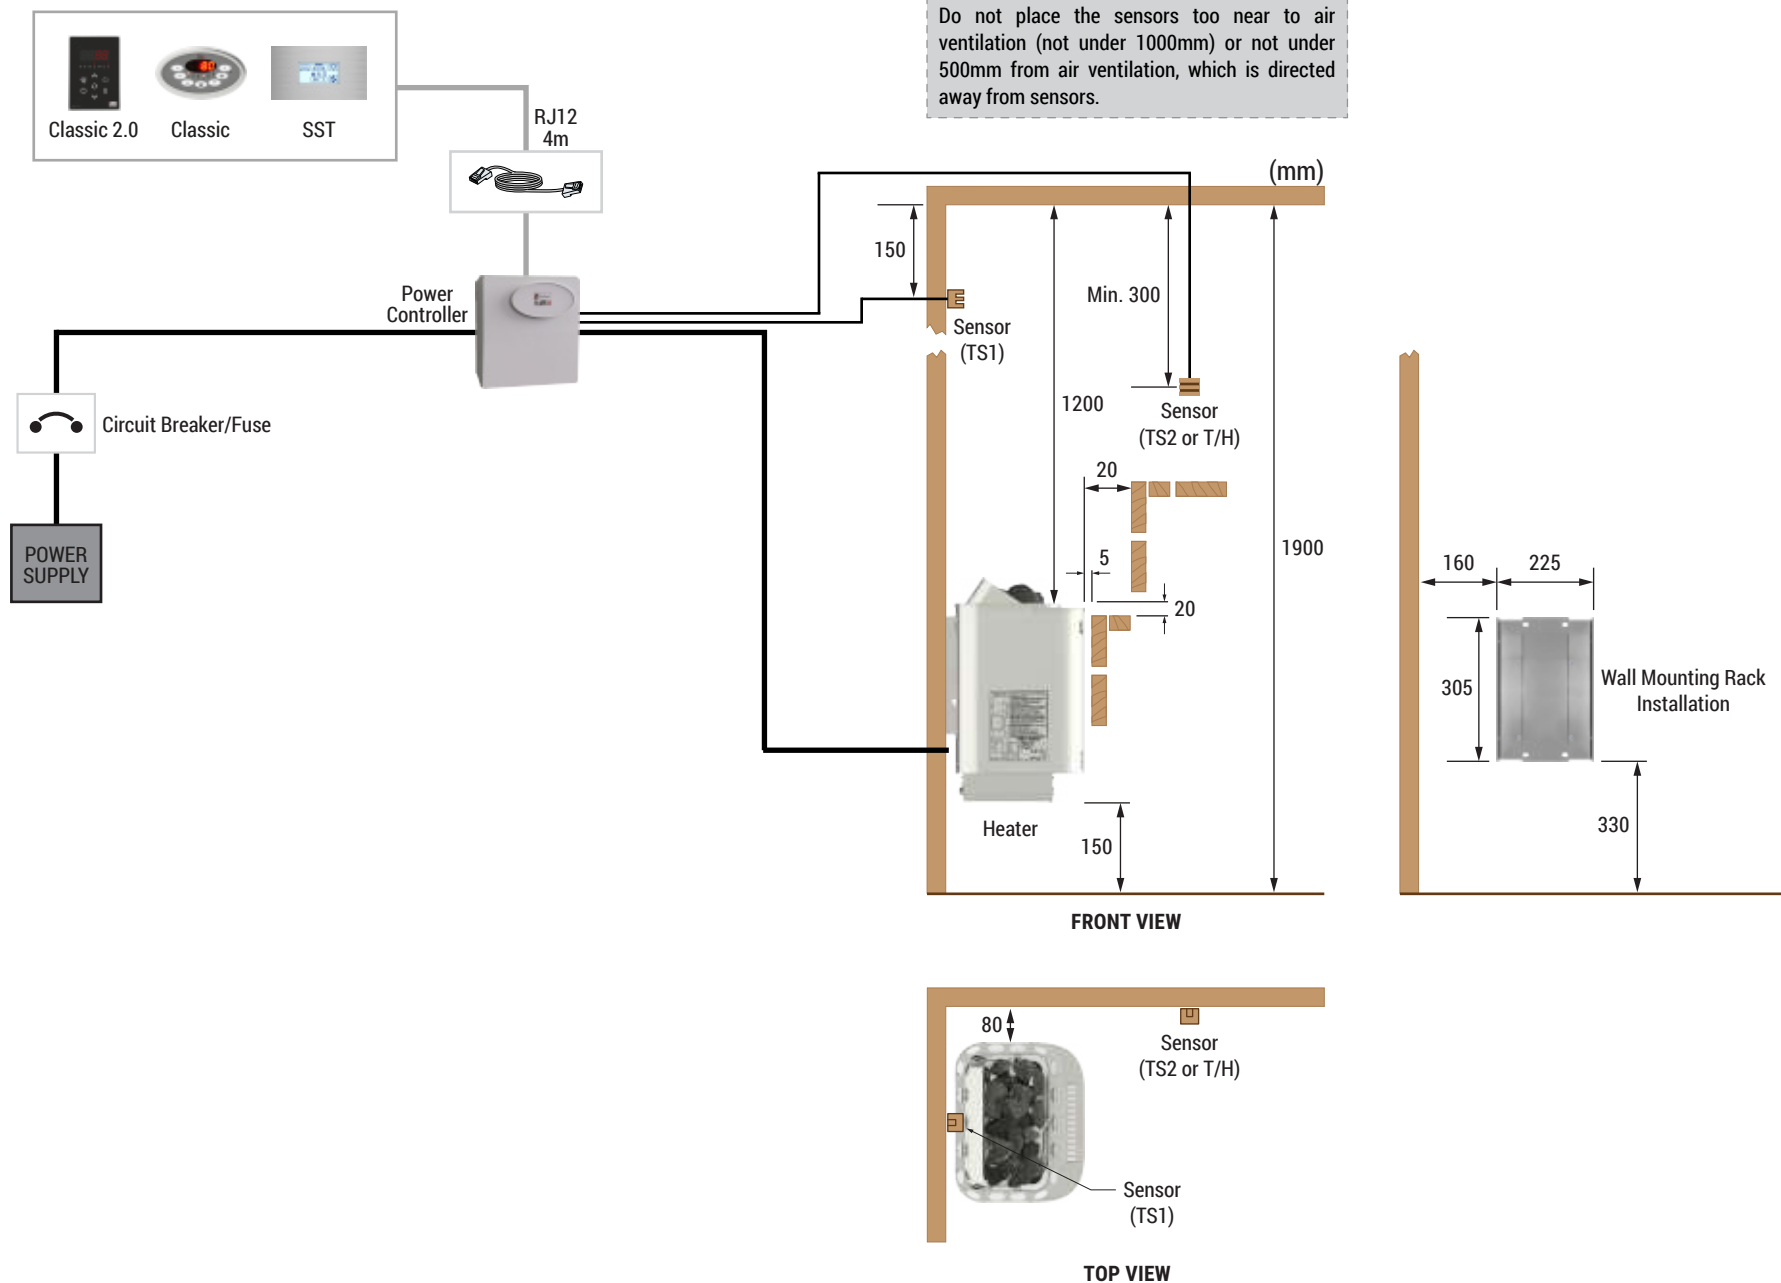 Do not place the sensors too near to air
ventilation (not under 1000mm) or not under
500mm from air ventilation, which is directed
away from sensors.
Classic 2.0
Classic
SST
RJ12
4m
(mm)
150
Min. 300
Power
Controller
Sensor
(TS1)
1200
Sensor
(TS2 or T/H)
Circuit Breaker/Fuse
20
POWER
SUPPLY
5
1900
20
160
225
305
Wall Mounting Rack
Installation
Heater
150
330
FRONT VIEW
80
Sensor
(TS2 or T/H)
Sensor
(TS1)
TOP VIEW